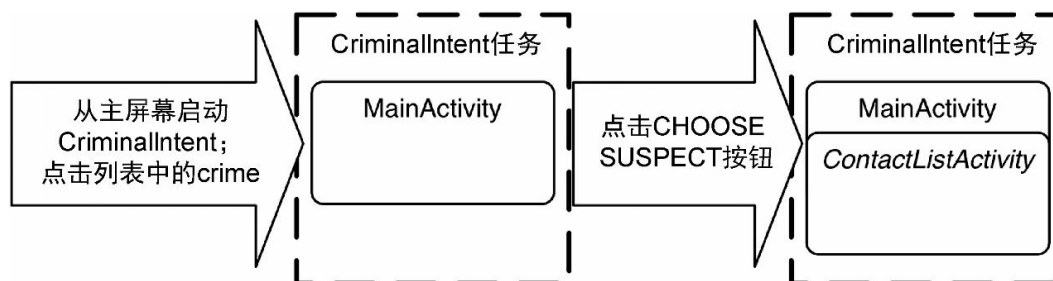 从主屏幕启动
CriminalIntent；
点击列表中的crime
CriminalIntent任务
MainActivity
点击CHOOSE
SUSPECT按钮
CriminalIntent任务
MainActivity
ContactListActivity